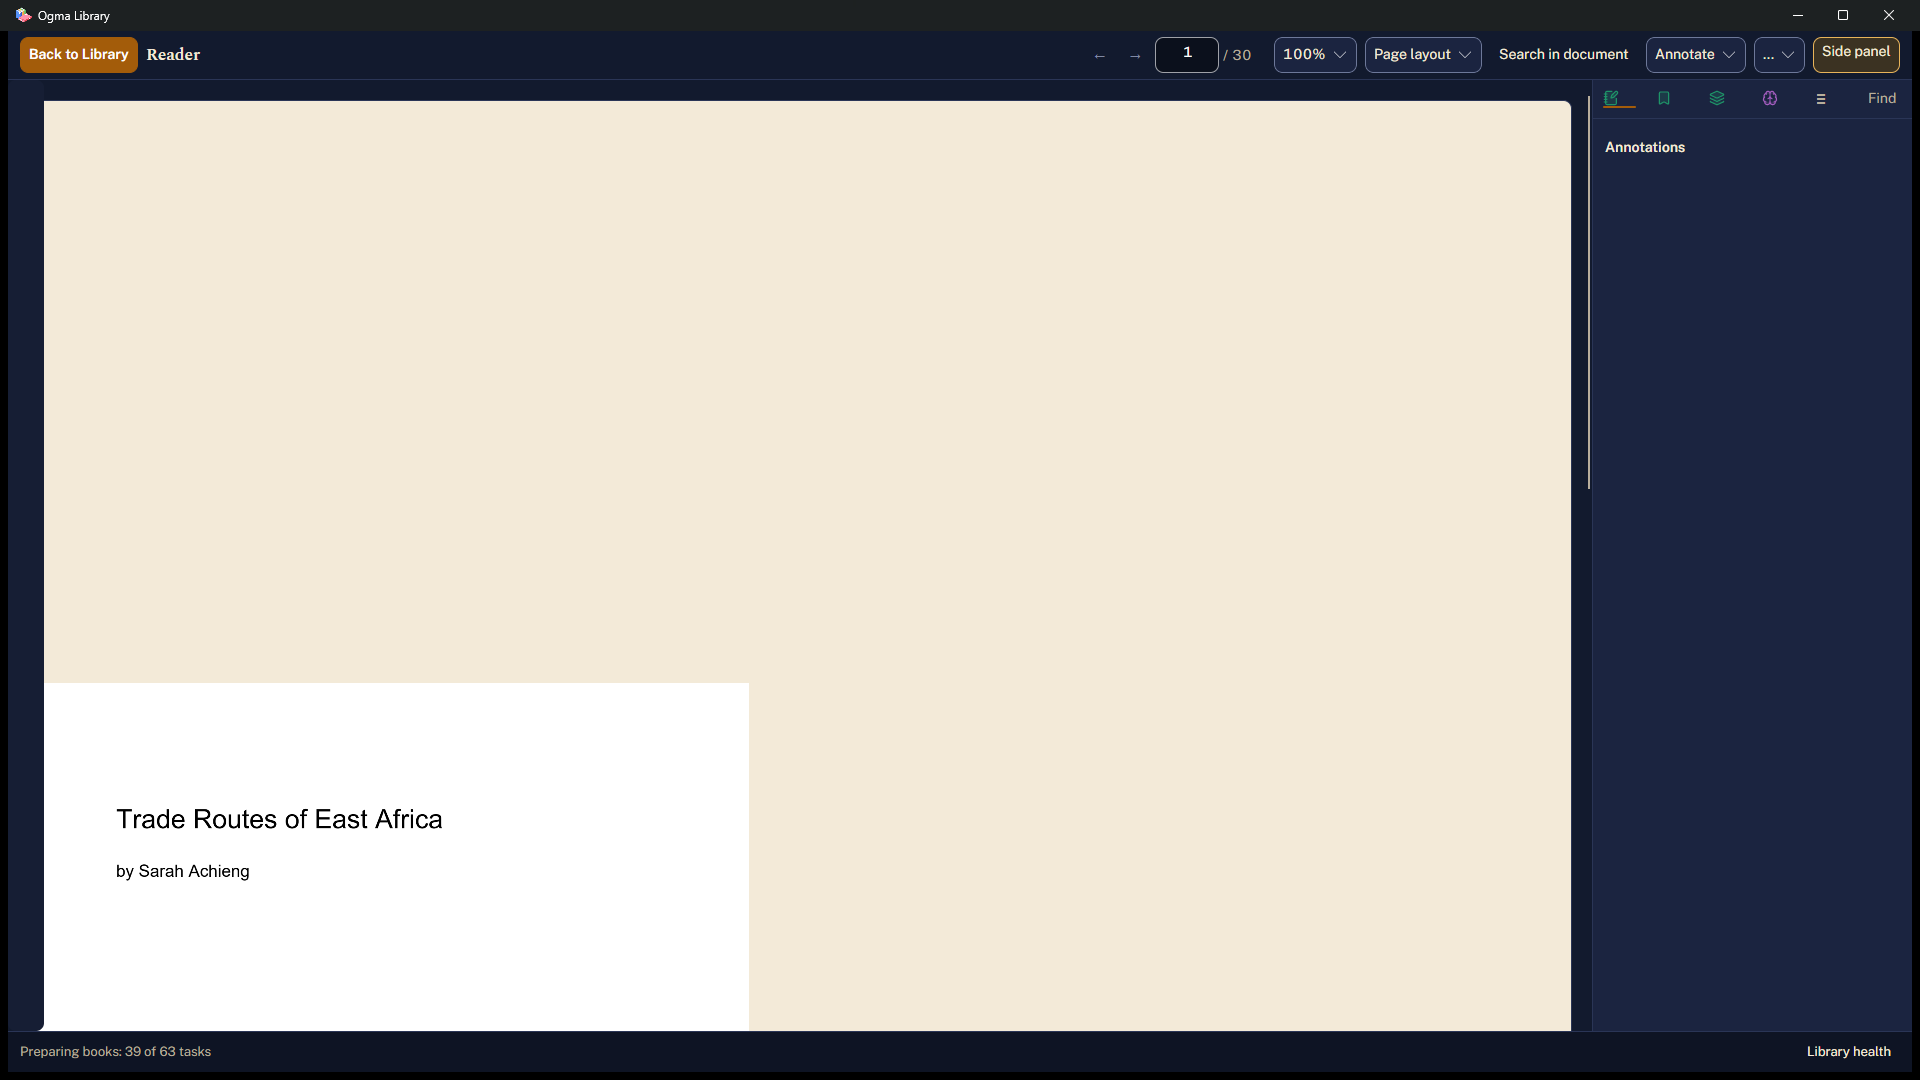 Ogma Library
Back to Library
Reader
← → 1 / 30
100%
Page layout
Search in document
Annotate
...
Side panel
Find
Annotations
Trade Routes of East Africa
by Sarah Achieng
Preparing books: 39 of 63 tasks
Library health